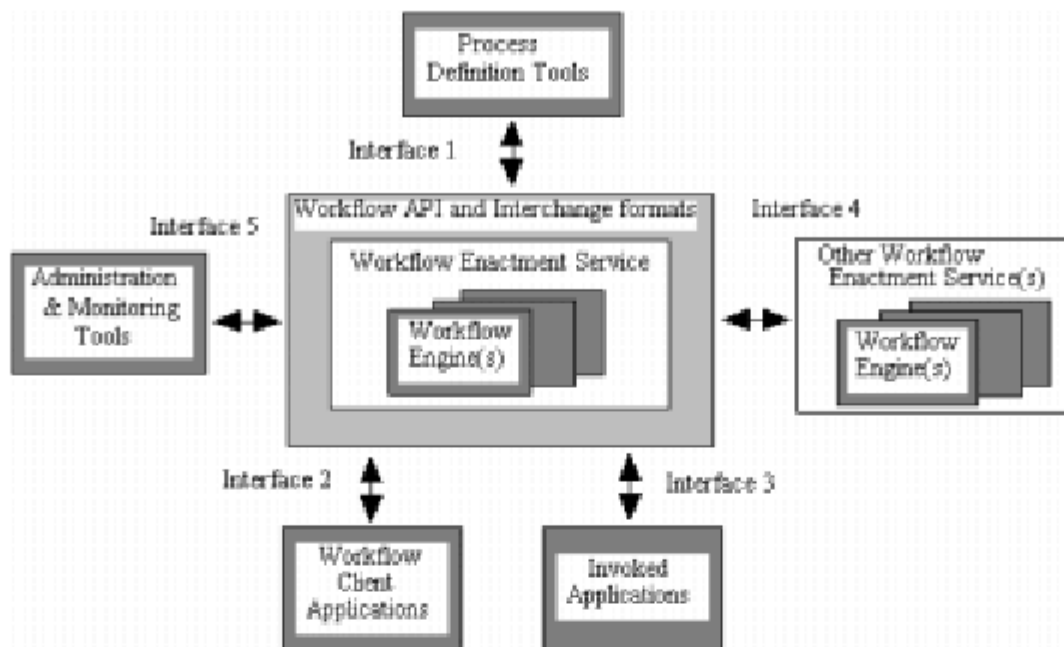 Process
Definition Tools
Interface 1
Workflow API and Interchange formats
Interface 5
Interface 4
Workflow Enactment Service
Other Workflow
Enactment Service(s)
Administration
& Monitoring
Tools
Workflow
Engine(s)
Workflow
Engine(s)
Interface 2
Interface 3
Workflow
Client
Applications
Invoked
Applications